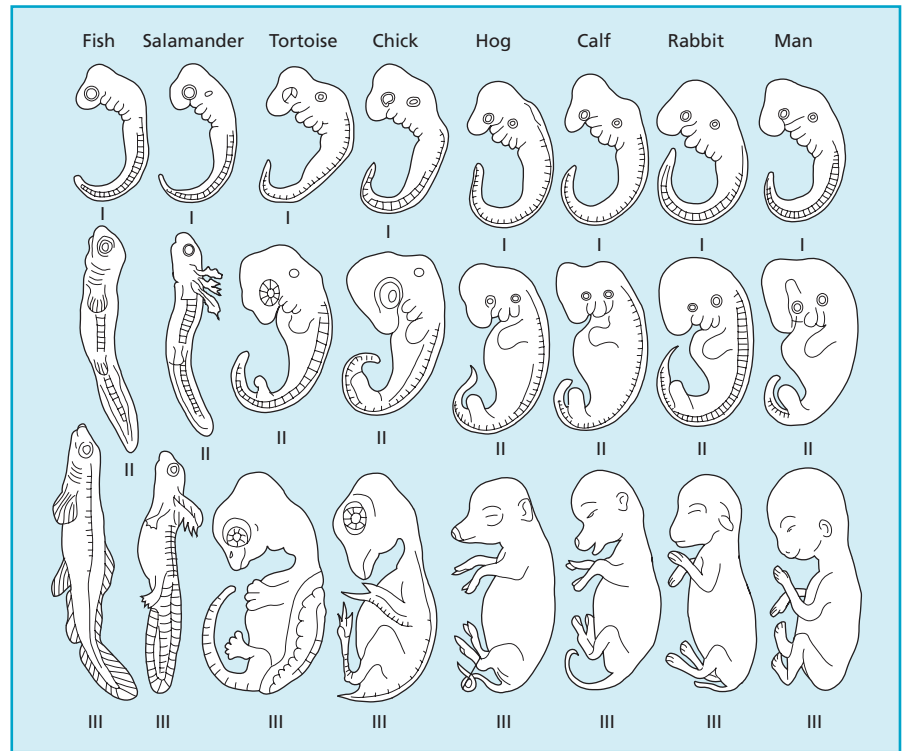 Fish Salamander Tortoise Chick Hog Calf Rabbit Man
I I I I I I I I
II II II II II II II II
III III III III III III III III